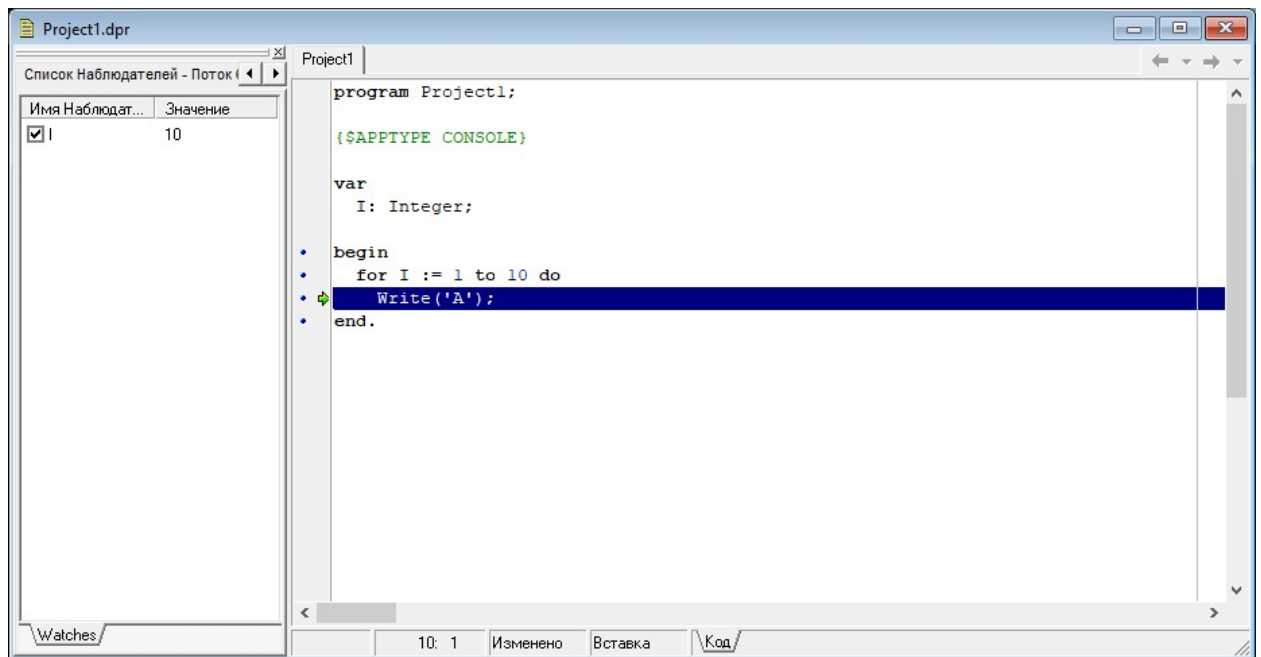 Project1.dpr
Список Наблюдателей - Поток
Имя Наблюдат... Значение
I 10
Watches
Project1
program Project1;
{$APPTYPE CONSOLE}
var
I: Integer;
begin
for I := 1 to 10 do
Write('A');
end.
10: 1 Изменено Вставка Код